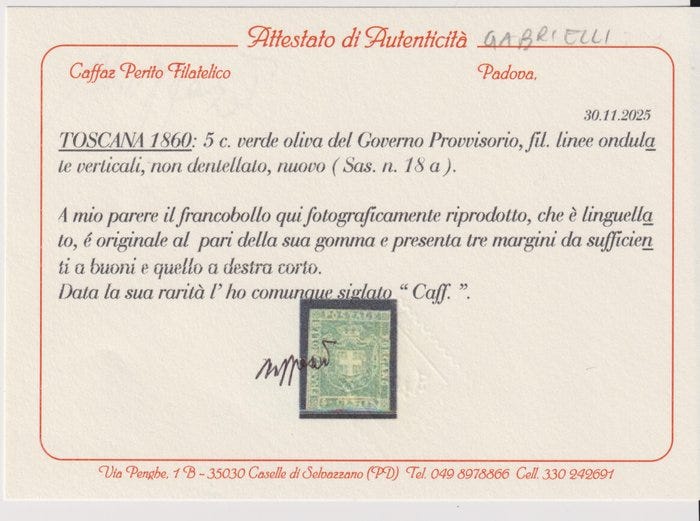 Attestato di Autenticità GABRIELLI
Caffaz Perito Filatelico Padova,
30.11.2025
TOSCANA 1860: 5 c. verde oliva del Governo Provvisorio, fil. linee ondula
te verticali, non dentellato, nuovo ( Sas. n. 18 a ).
A mio parere il francobollo qui fotograficamente riprodotto, che è linguella
to, é originale al pari della sua gomma e presenta tre margini da sufficien
ti a buoni e quello a destra corto.
Data la sua rarità l' ho comunque siglato " Caff. ".
POSTALE
5 CENT
Via Penghe, 1 B - 35030 Caselle di Selvazzano (PD) Tel. 049 8978866 Cell. 330 242691